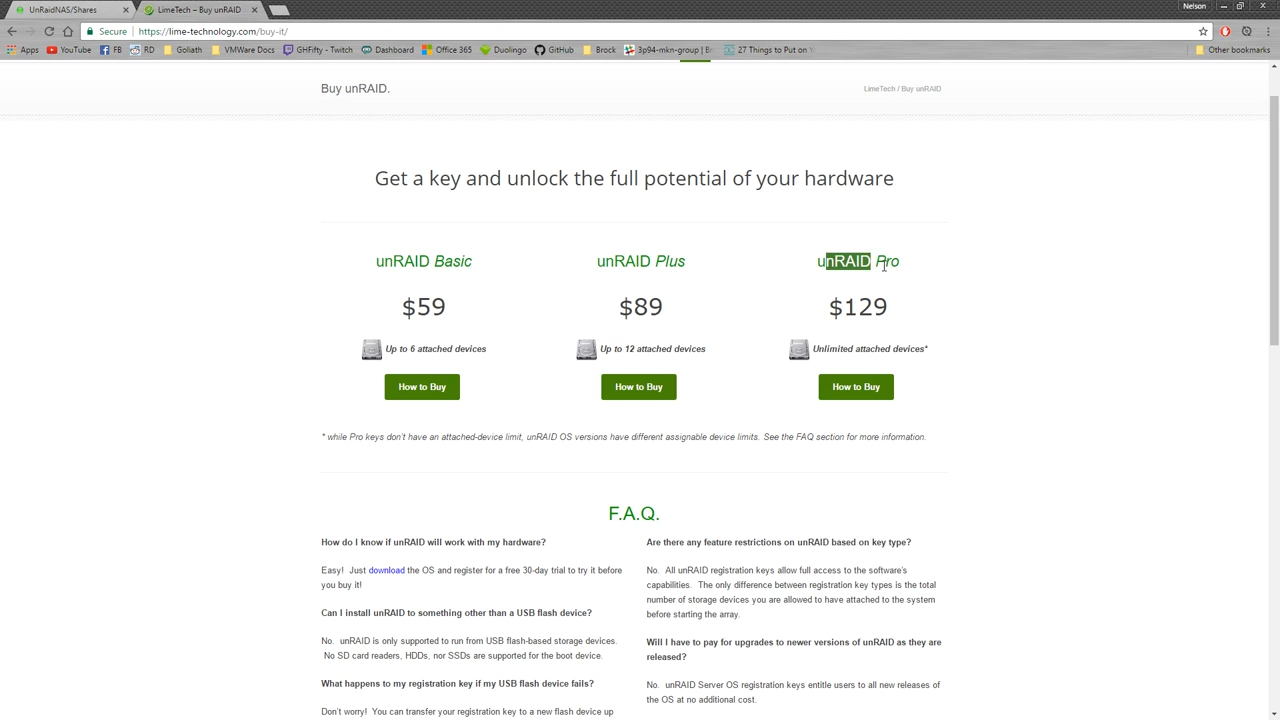 UnRaidNAS/Shares
LimeTech – Buy unRAID
Nelson
Secure
https://lime-technology.com/buy-it/
Apps
YouTube
FB
RD
Goliath
VMWare Docs
GHFifty - Twitch
Dashboard
Office 365
Duolingo
GitHub
Brock
3p94-mkn-group | B
27 Things to Put on
Other bookmarks
Buy unRAID.
LimeTech / Buy unRAID
Get a key and unlock the full potential of your hardware
unRAID Basic
$59
Up to 6 attached devices
How to Buy
unRAID Plus
$89
Up to 12 attached devices
How to Buy
unRAID Pro
$129
Unlimited attached devices*
How to Buy
* while Pro keys don't have an attached-device limit, unRAID OS versions have different assignable device limits. See the FAQ section for more information.
F.A.Q.
How do I know if unRAID will work with my hardware?
Easy! Just download the OS and register for a free 30-day trial to try it before
you buy it!
Can I install unRAID to something other than a USB flash device?
No. unRAID is only supported to run from USB flash-based storage devices.
No SD card readers, HDDs, nor SSDs are supported for the boot device.
What happens to my registration key if my USB flash device fails?
Don't worry! You can transfer your registration key to a new flash device up
Are there any feature restrictions on unRAID based on key type?
No. All unRAID registration keys allow full access to the software's
capabilities. The only difference between registration key types is the total
number of storage devices you are allowed to have attached to the system
before starting the array.
Will I have to pay for upgrades to newer versions of unRAID as they are
released?
No. unRAID Server OS registration keys entitle users to all new releases of
the OS at no additional cost.